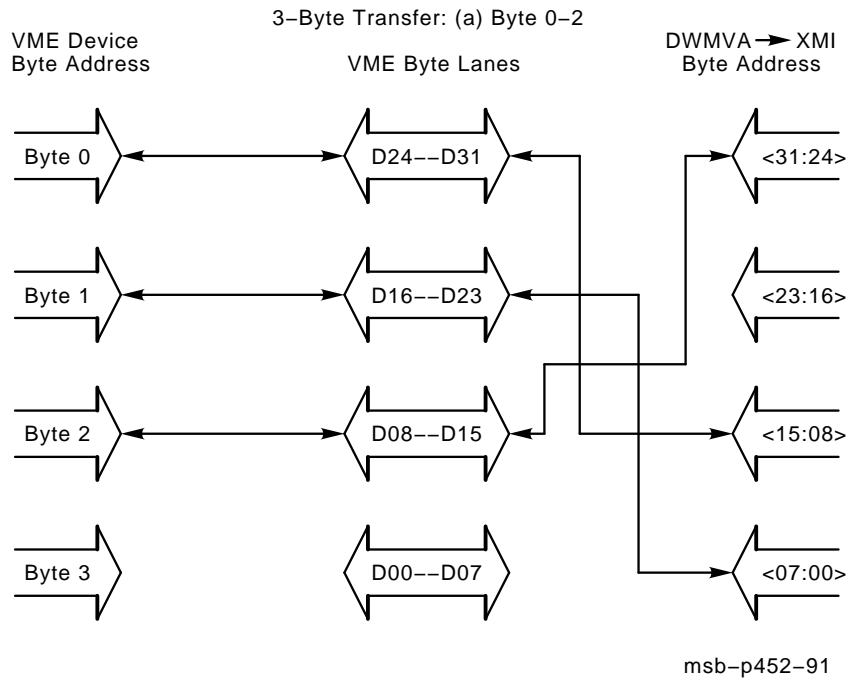 3−Byte Transfer: (a) Byte 0−2
VME Device
Byte Address
VME Byte Lanes
DWMVA → XMI
Byte Address
Byte 0
D24−−D31
<31:24>
Byte 1
D16−−D23
<23:16>
Byte 2
D08−−D15
<15:08>
Byte 3
D00−−D07
<07:00>
msb−p452−91